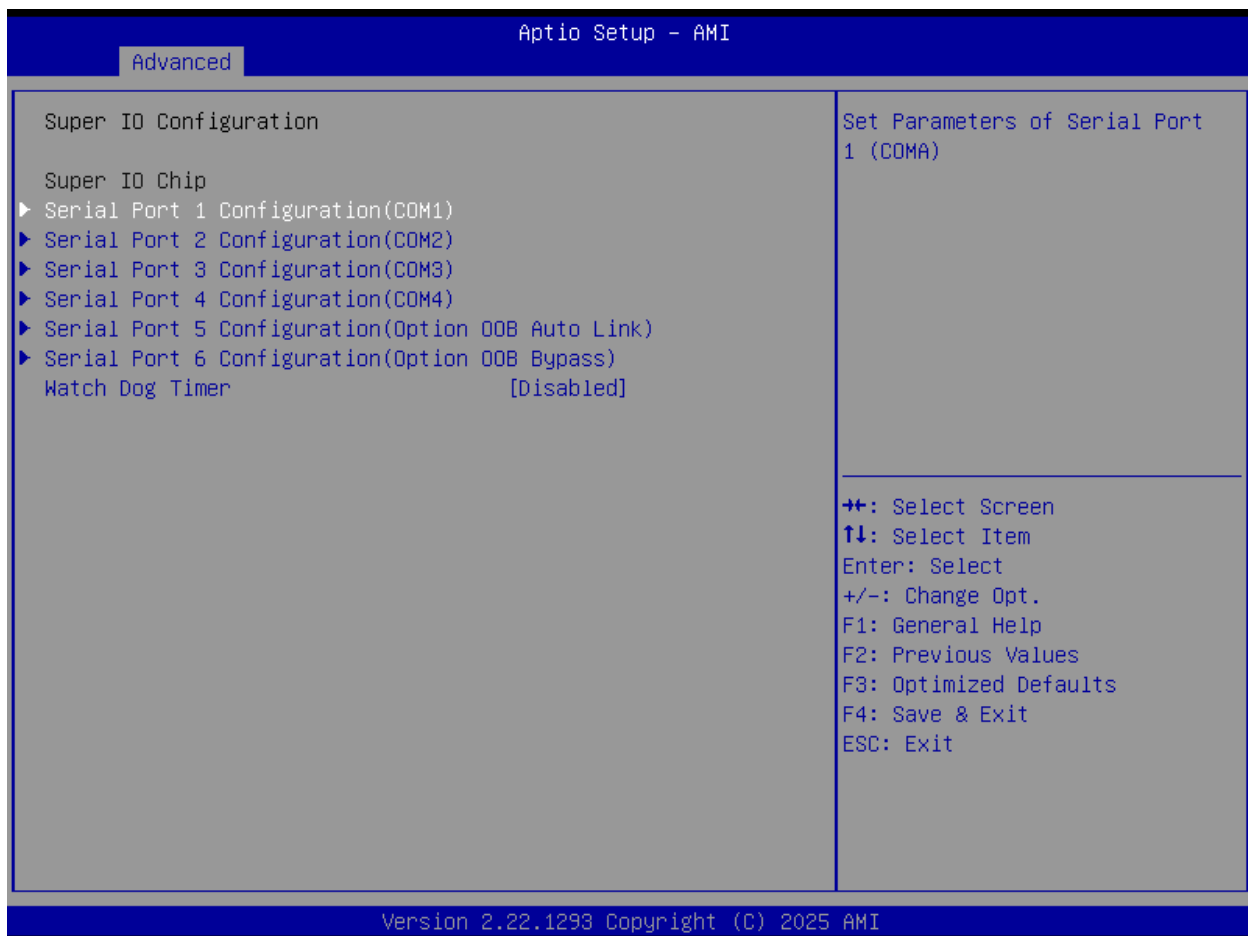 Aptio Setup - AMI
Advanced
Super IO Configuration
Super IO Chip
Serial Port 1 Configuration(COM1)
Serial Port 2 Configuration(COM2)
Serial Port 3 Configuration(COM3)
Serial Port 4 Configuration(COM4)
Serial Port 5 Configuration(Option OOB Auto Link)
Serial Port 6 Configuration(Option OOB Bypass)
Watch Dog Timer [Disabled]
Set Parameters of Serial Port
1 (COMA)
→←: Select Screen
↑↓: Select Item
Enter: Select
+/-: Change Opt.
F1: General Help
F2: Previous Values
F3: Optimized Defaults
F4: Save & Exit
ESC: Exit
Version 2.22.1293 Copyright (C) 2025 AMI